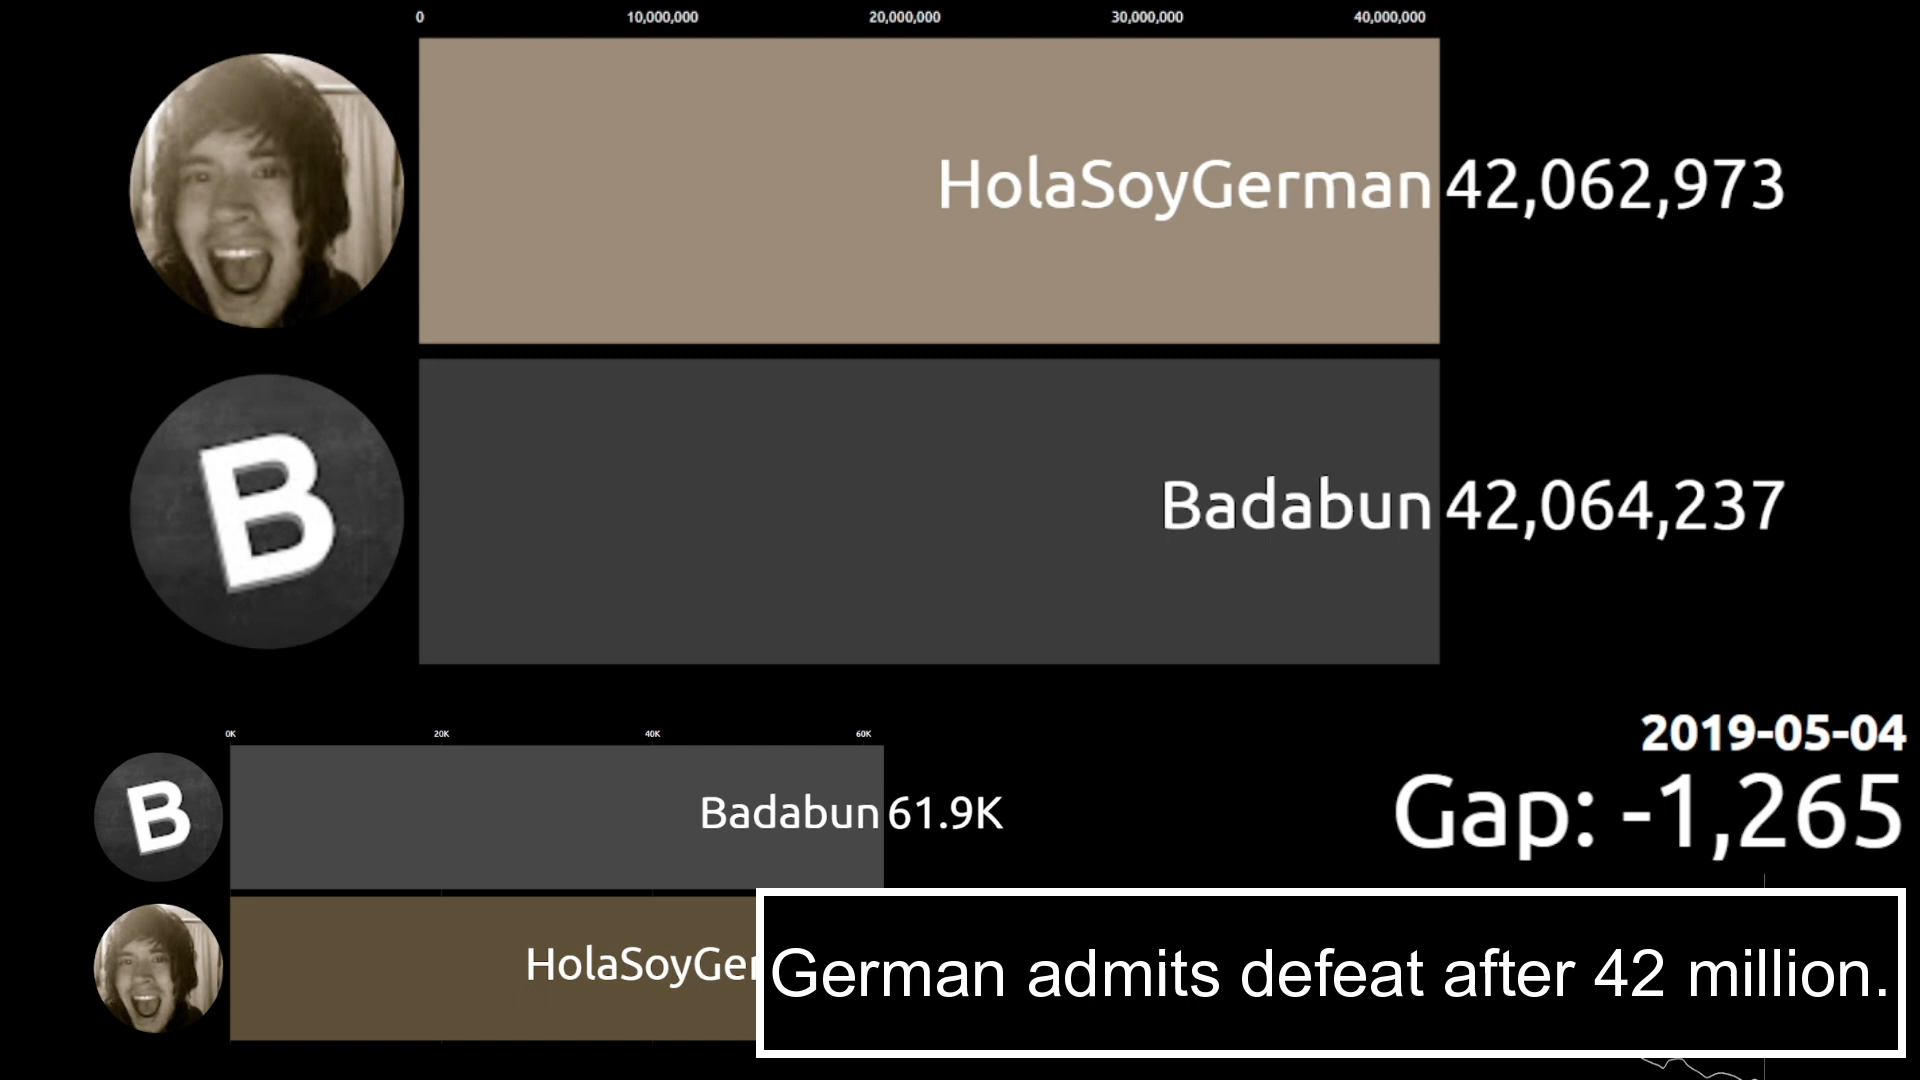 0 10,000,000 20,000,000 30,000,000 40,000,000
HolaSoyGerman 42,062,973
B
Badabun 42,064,237
2019-05-04
Gap: -1,265
0K 20K 40K 60K
B
Badabun 61.9K
HolaSoyGer
German admits defeat after 42 million.